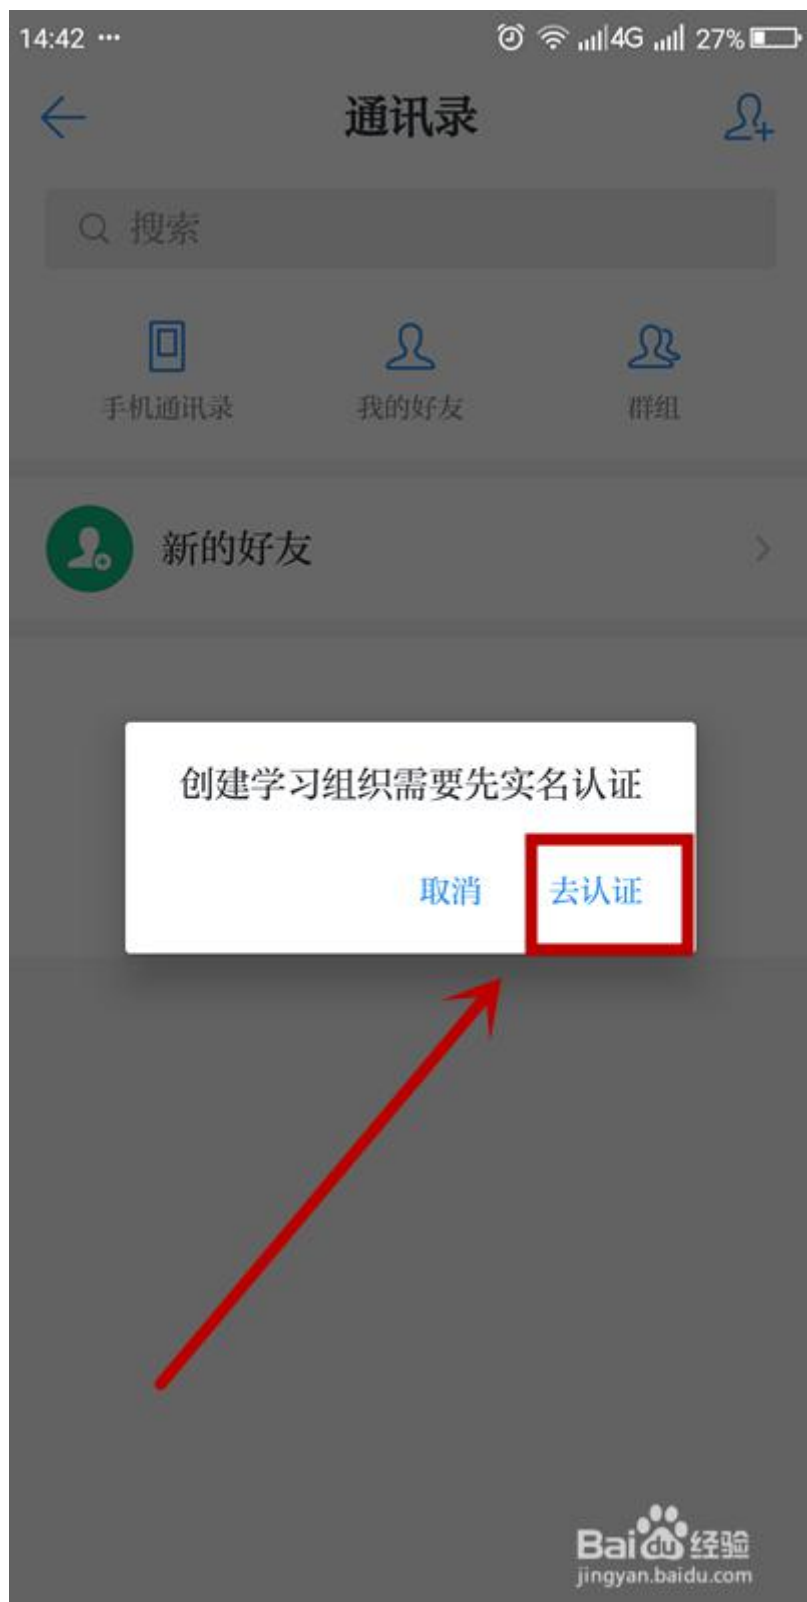 14:42 ··· 4G 27%
通讯录
搜索
手机通讯录 我的好友 群组
新的好友
创建学习组织需要先实名认证
取消 去认证
Bai du 经验
jingyan.baidu.com